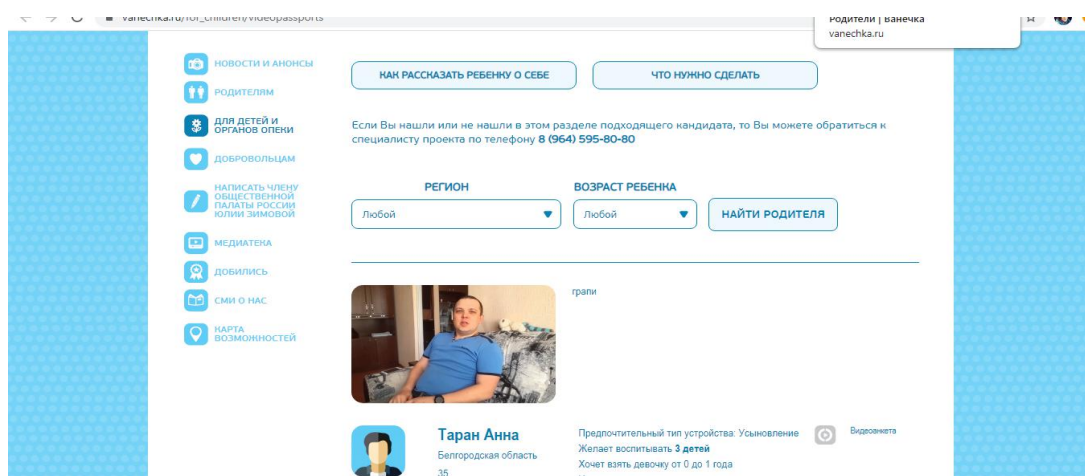 vanechka.ru/for_children/videopassports
Родители | Ванечка
vanechka.ru
НОВОСТИ И АНОНСЫ
РОДИТЕЛЯМ
ДЛЯ ДЕТЕЙ И
ОРГАНОВ ОПЕКИ
ДОБРОВОЛЬЦАМ
НАПИСАТЬ ЧЛЕНУ
ОБЩЕСТВЕННОЙ
ПАЛАТЫ РОССИИ
ЮЛИИ ЗИМОВОЙ
МЕДИАТЕКА
ДОБИЛИСЬ
СМИ О НАС
КАРТА
ВОЗМОЖНОСТЕЙ
КАК РАССКАЗАТЬ РЕБЕНКУ О СЕБЕ
ЧТО НУЖНО СДЕЛАТЬ
Если Вы нашли или не нашли в этом разделе подходящего кандидата, то Вы можете обратиться к
специалисту проекта по телефону 8 (964) 595-80-80
РЕГИОН
ВОЗРАСТ РЕБЕНКА
Любой
Любой
НАЙТИ РОДИТЕЛЯ
грапи
Таран Анна
Белгородская область
35
Предпочтительный тип устройства: Усыновление
Желает воспитывать 3 детей
Хочет взять девочку от 0 до 1 года
Видеоанкета